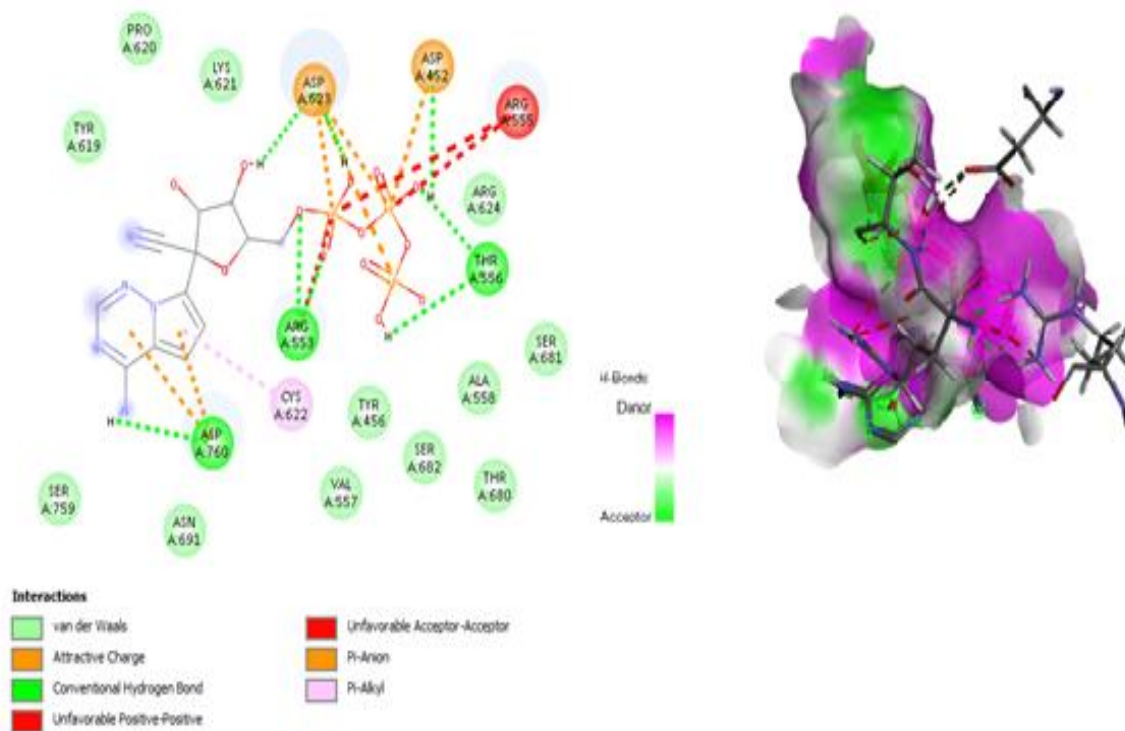 PRO
A:620
LYS
A:621
ASP
A:623
ASP
A:452
ARG
A:555
TYR
A:619
H
O
O
H
ARG
A:624
O
O
O
O
H
N
O
O
O
O
THR
A:556
N
N
O
H
ARG
A:553
SER
A:681
CYS
A:622
TYR
A:456
ALA
A:558
H
ASP
A:760
SER
A:682
THR
A:680
VAL
A:557
SER
A:759
ASN
A:691
H-Bonds
Donor
Acceptor
Interactions
van der Waals
Attractive Charge
Conventional Hydrogen Bond
Unfavorable Positive-Positive
Unfavorable Acceptor-Acceptor
Pi-Anion
Pi-Alkyl